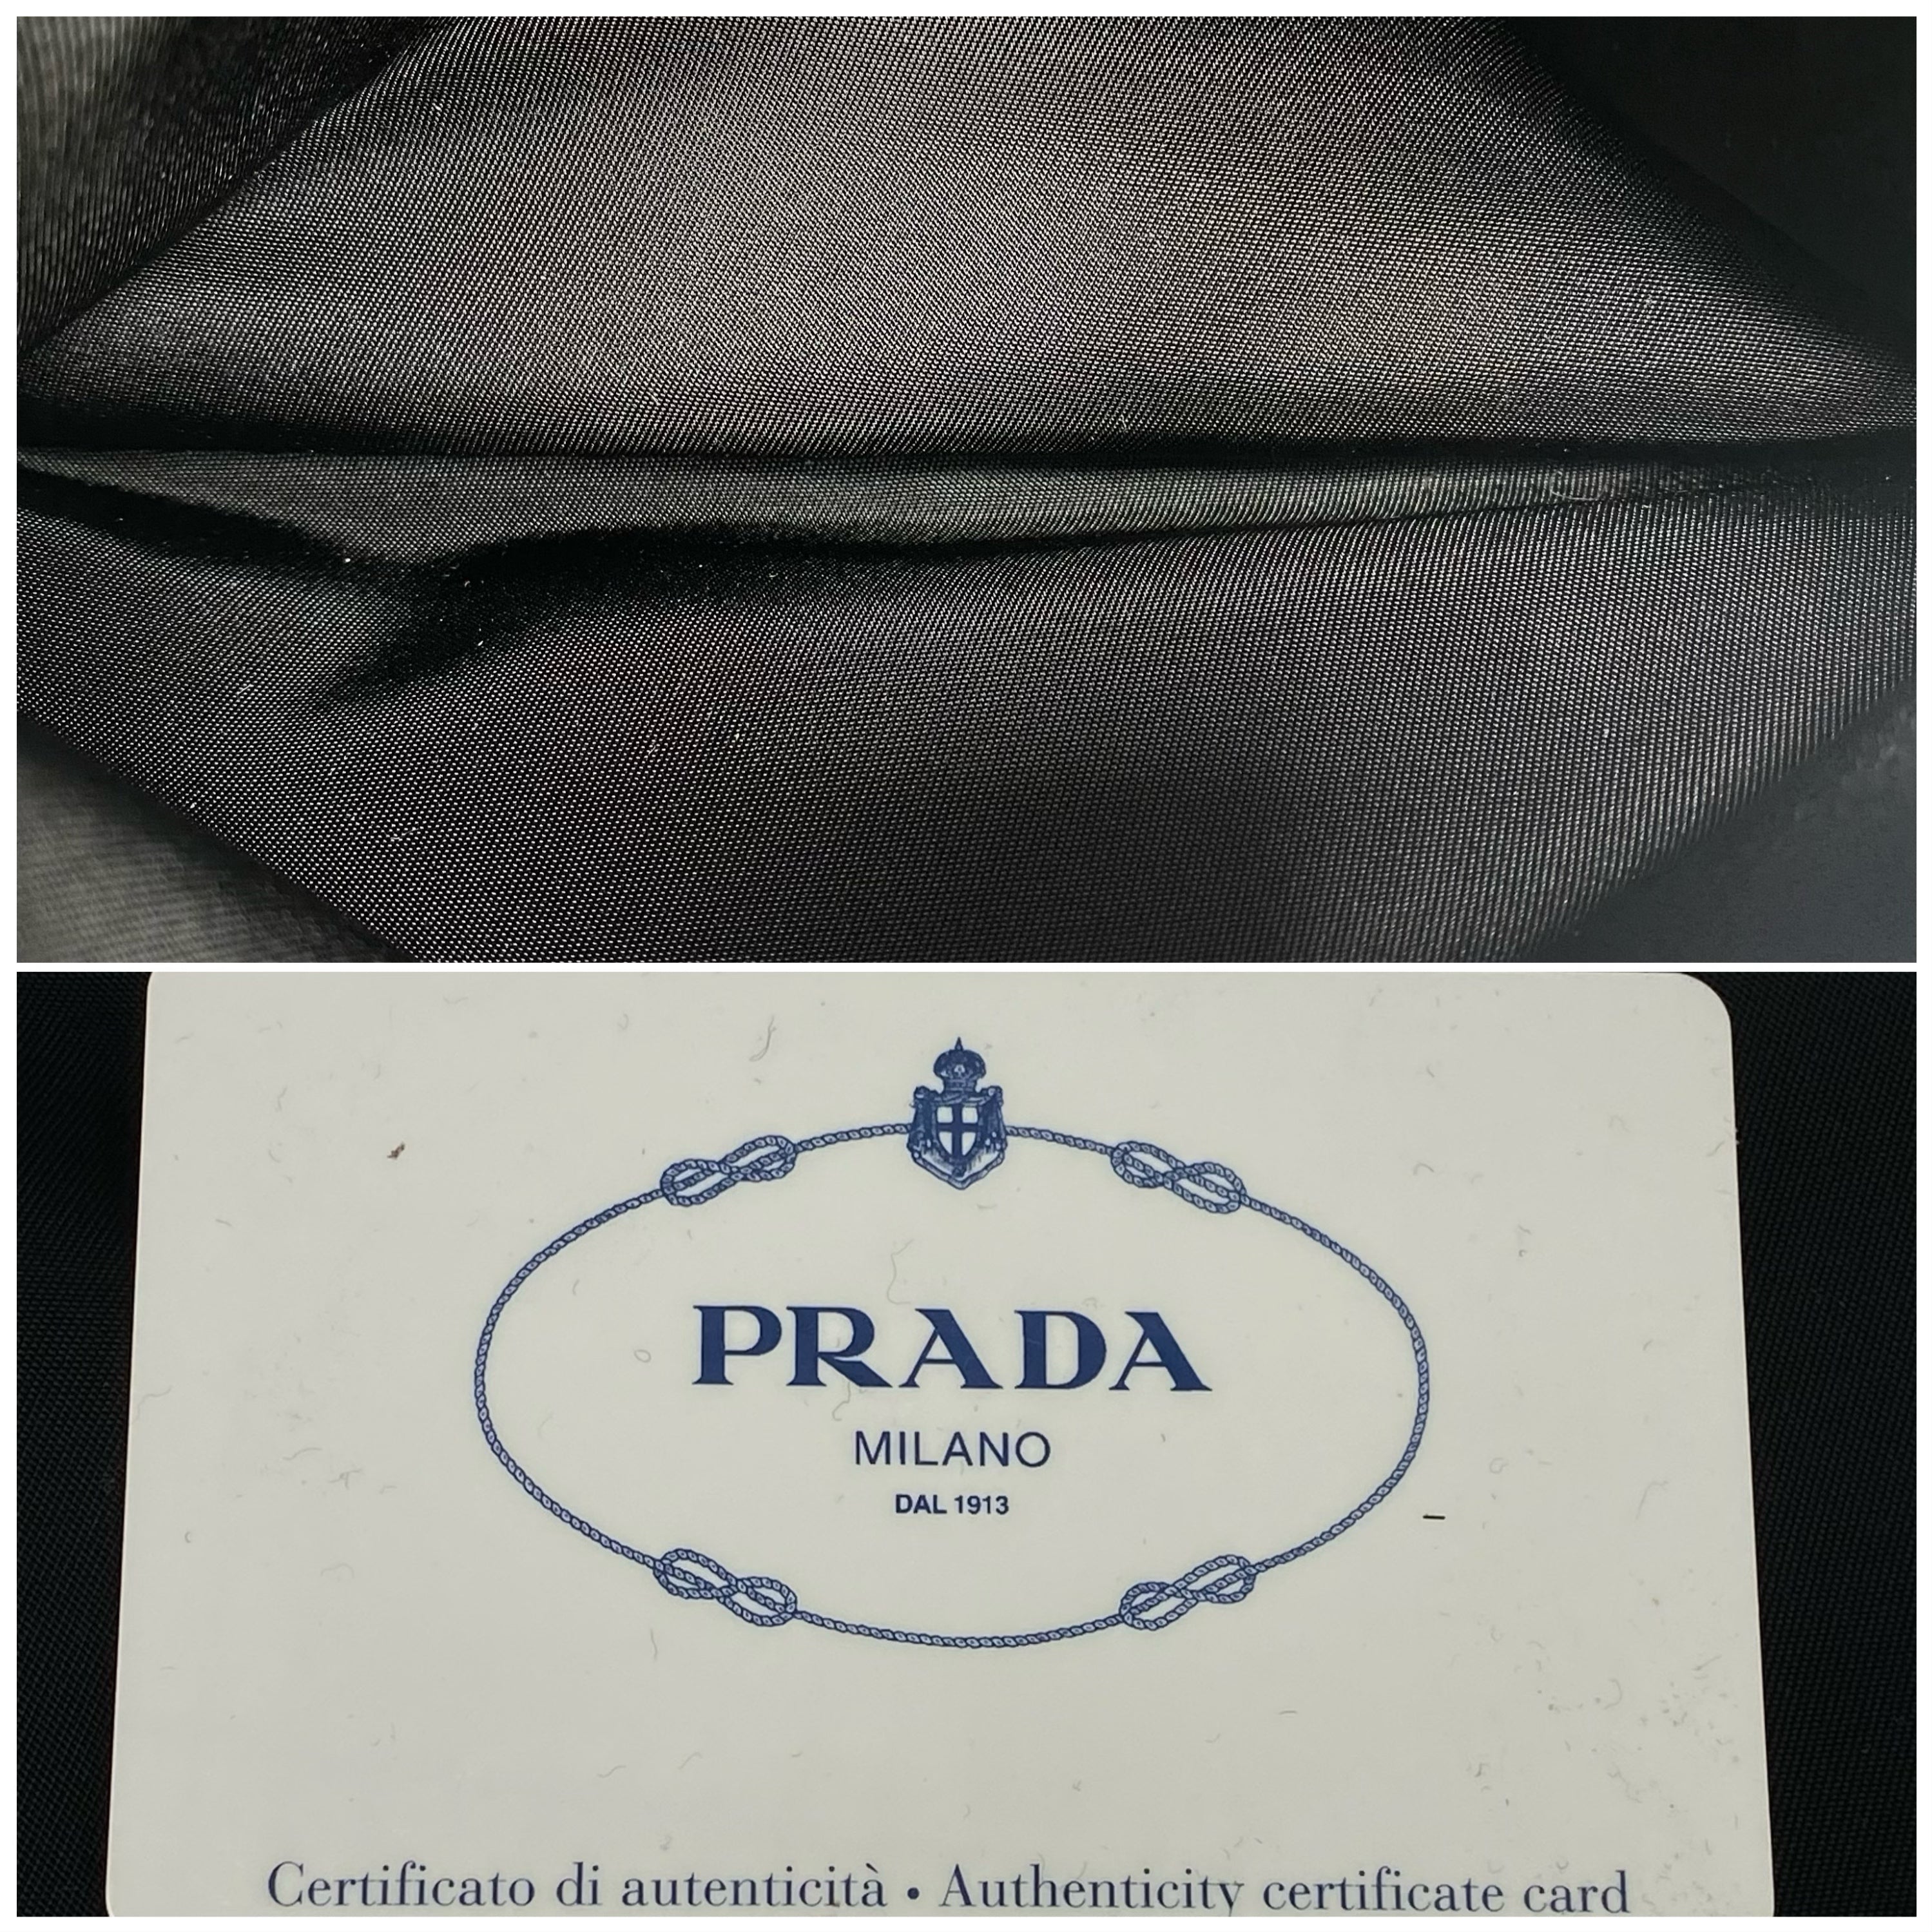 PRADA
MILANO
DAL 1913
Certificato di autenticità • Authenticity certificate card